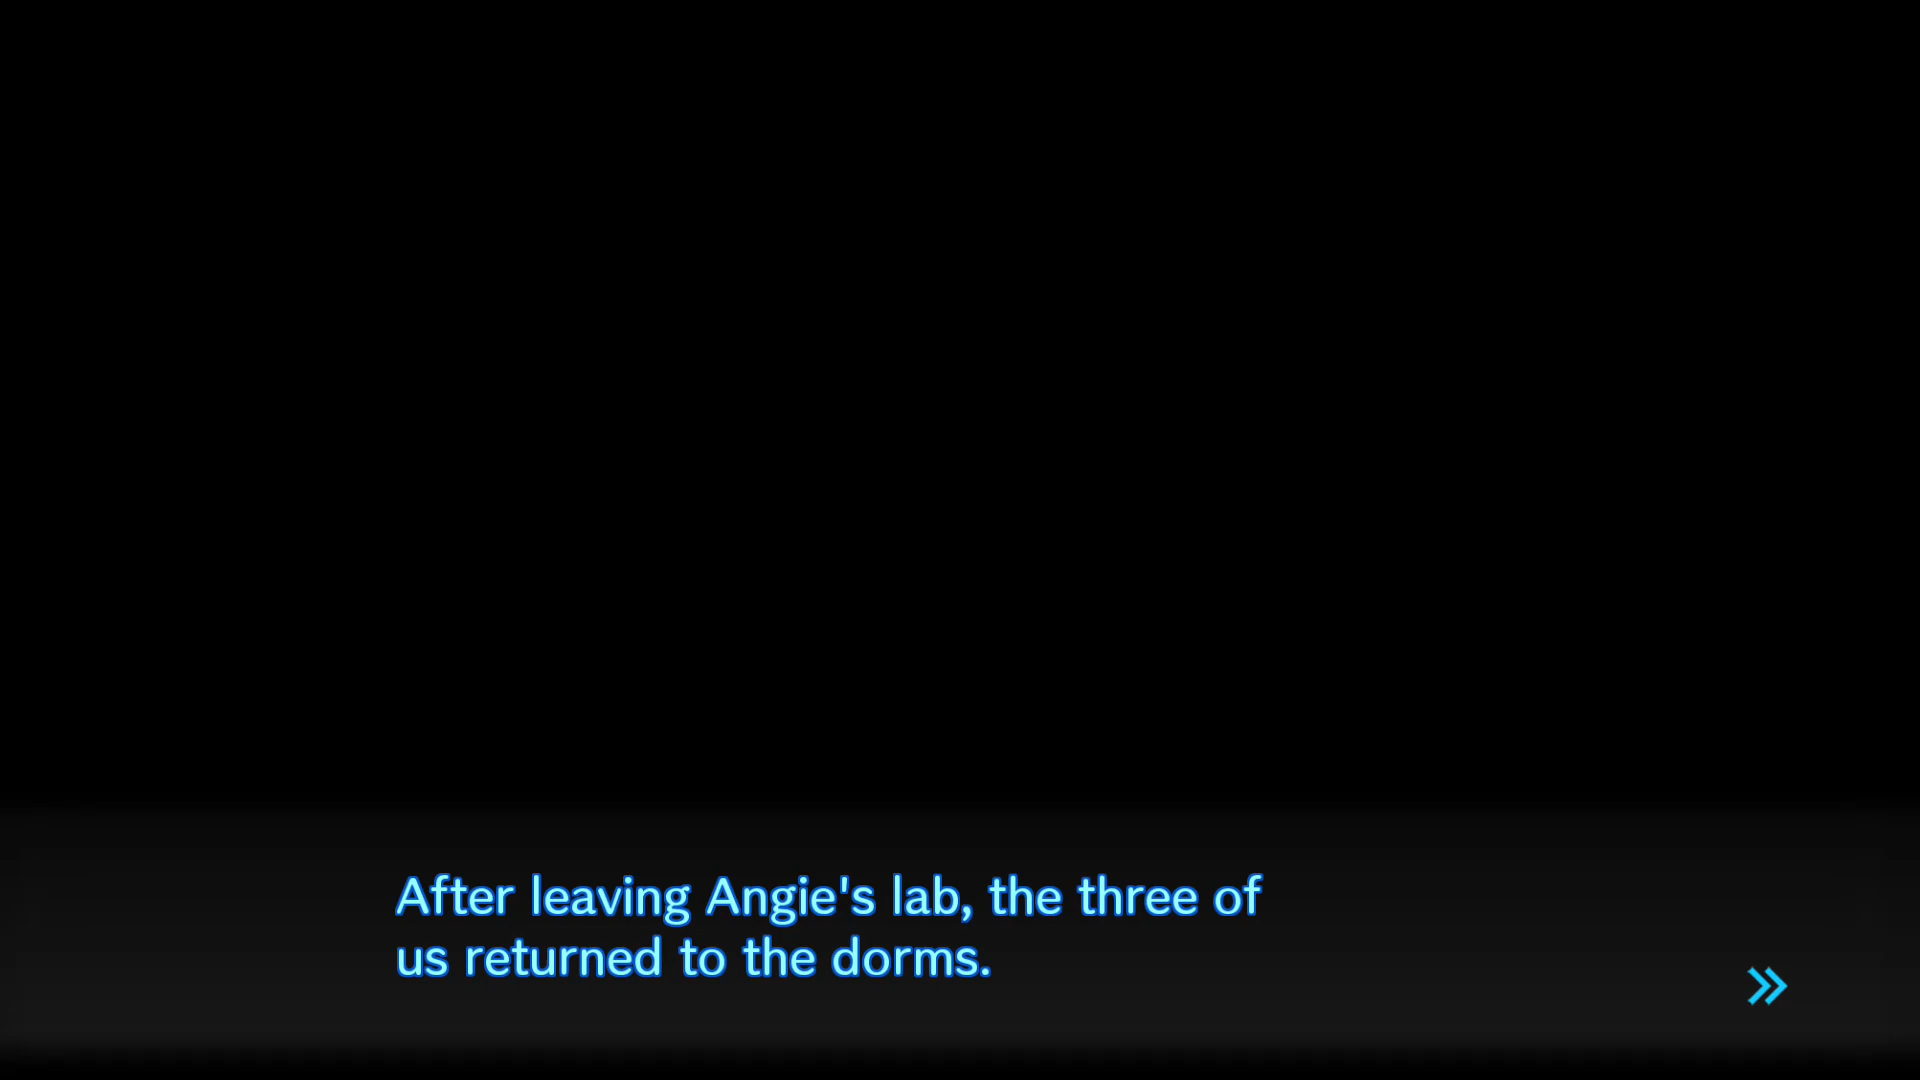 After leaving Angie's lab, the three of
us returned to the dorms.